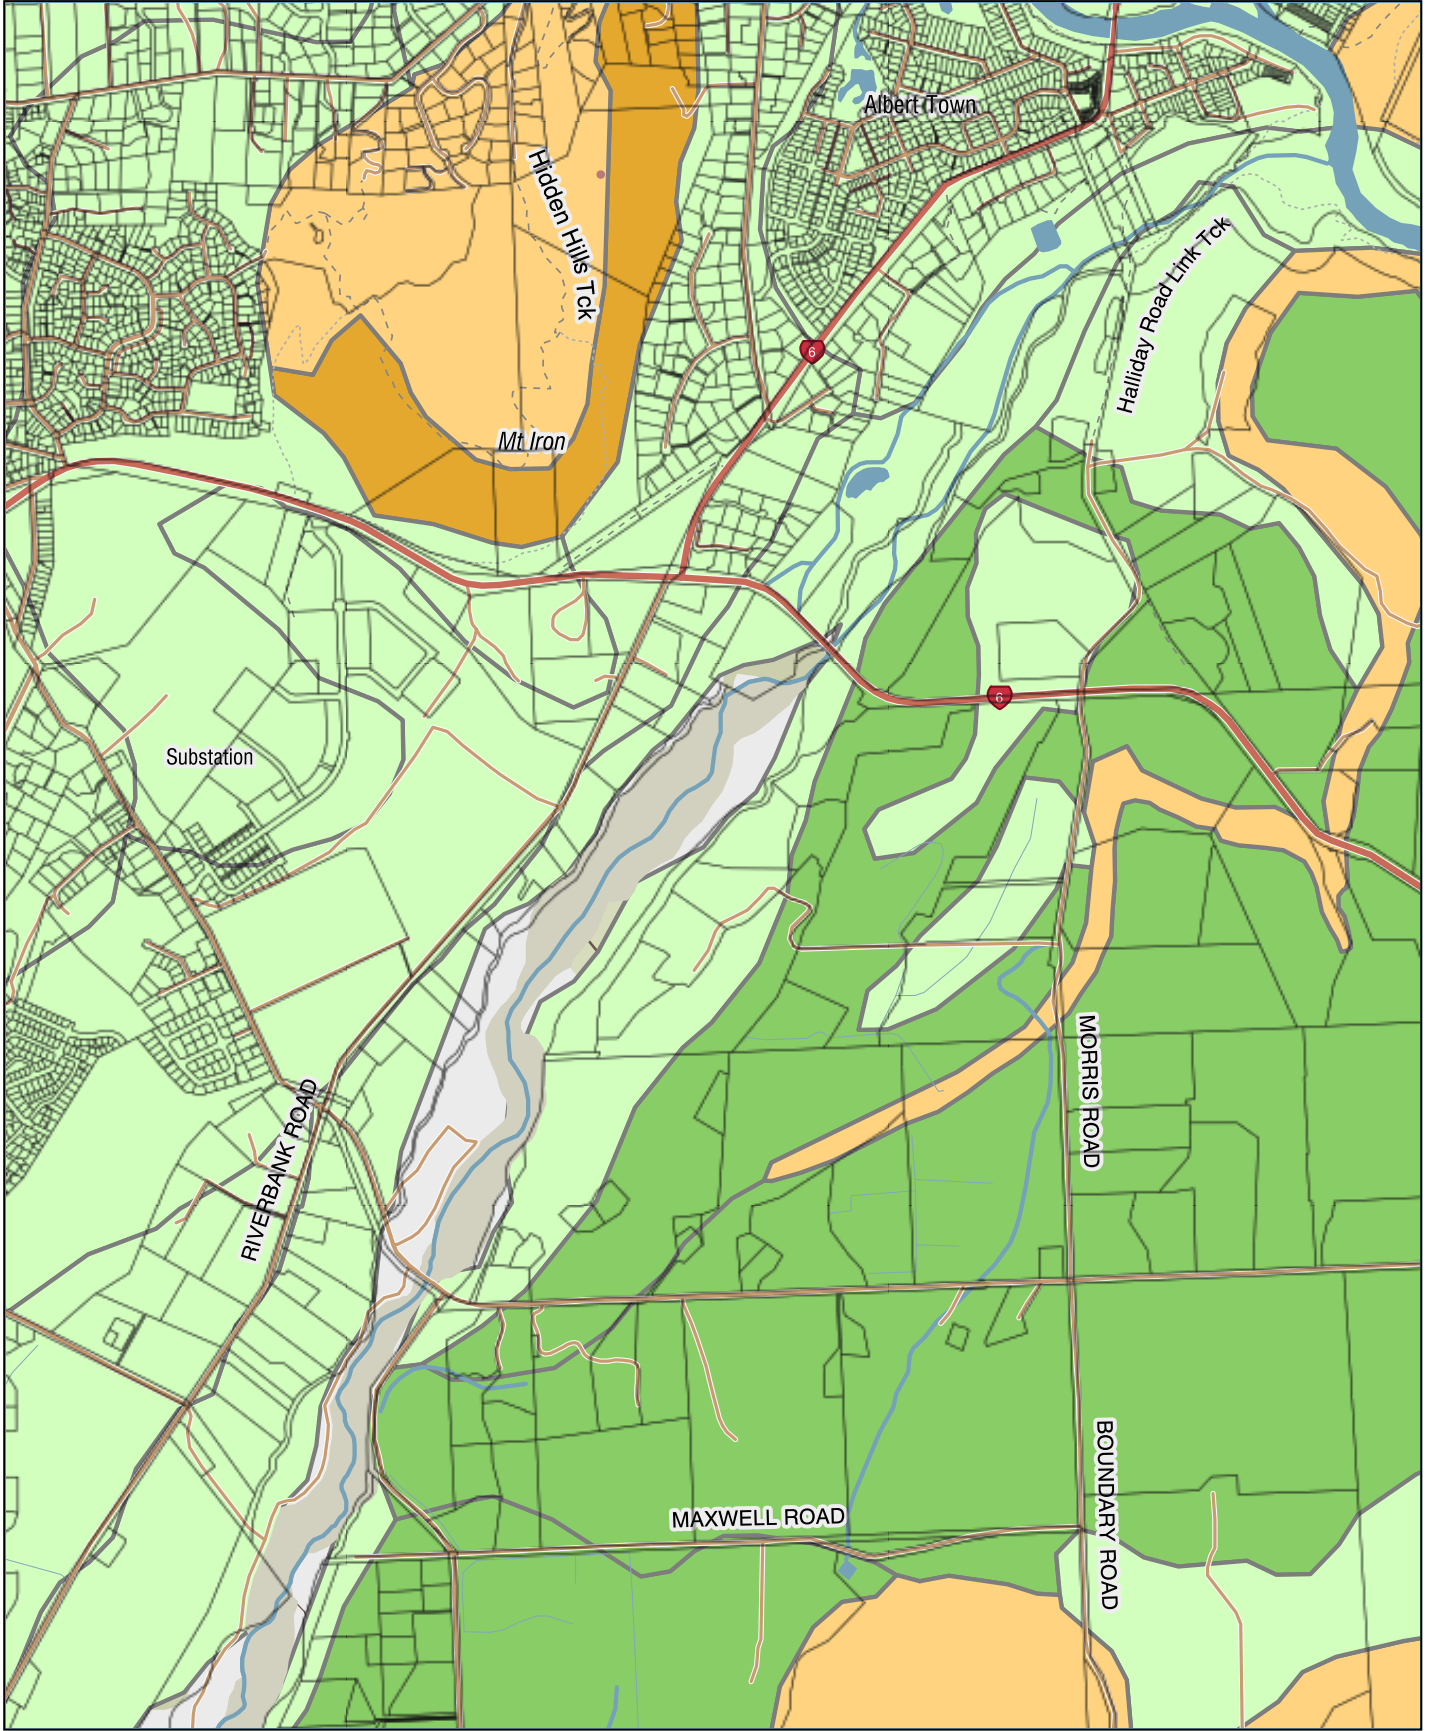 Albert Town
Hidden Hills Tck
Halliday Road Link Tck
6
Mt Iron
6
Substation
MORRIS ROAD
RIVERBANK ROAD
BOUNDARY ROAD
MAXWELL ROAD